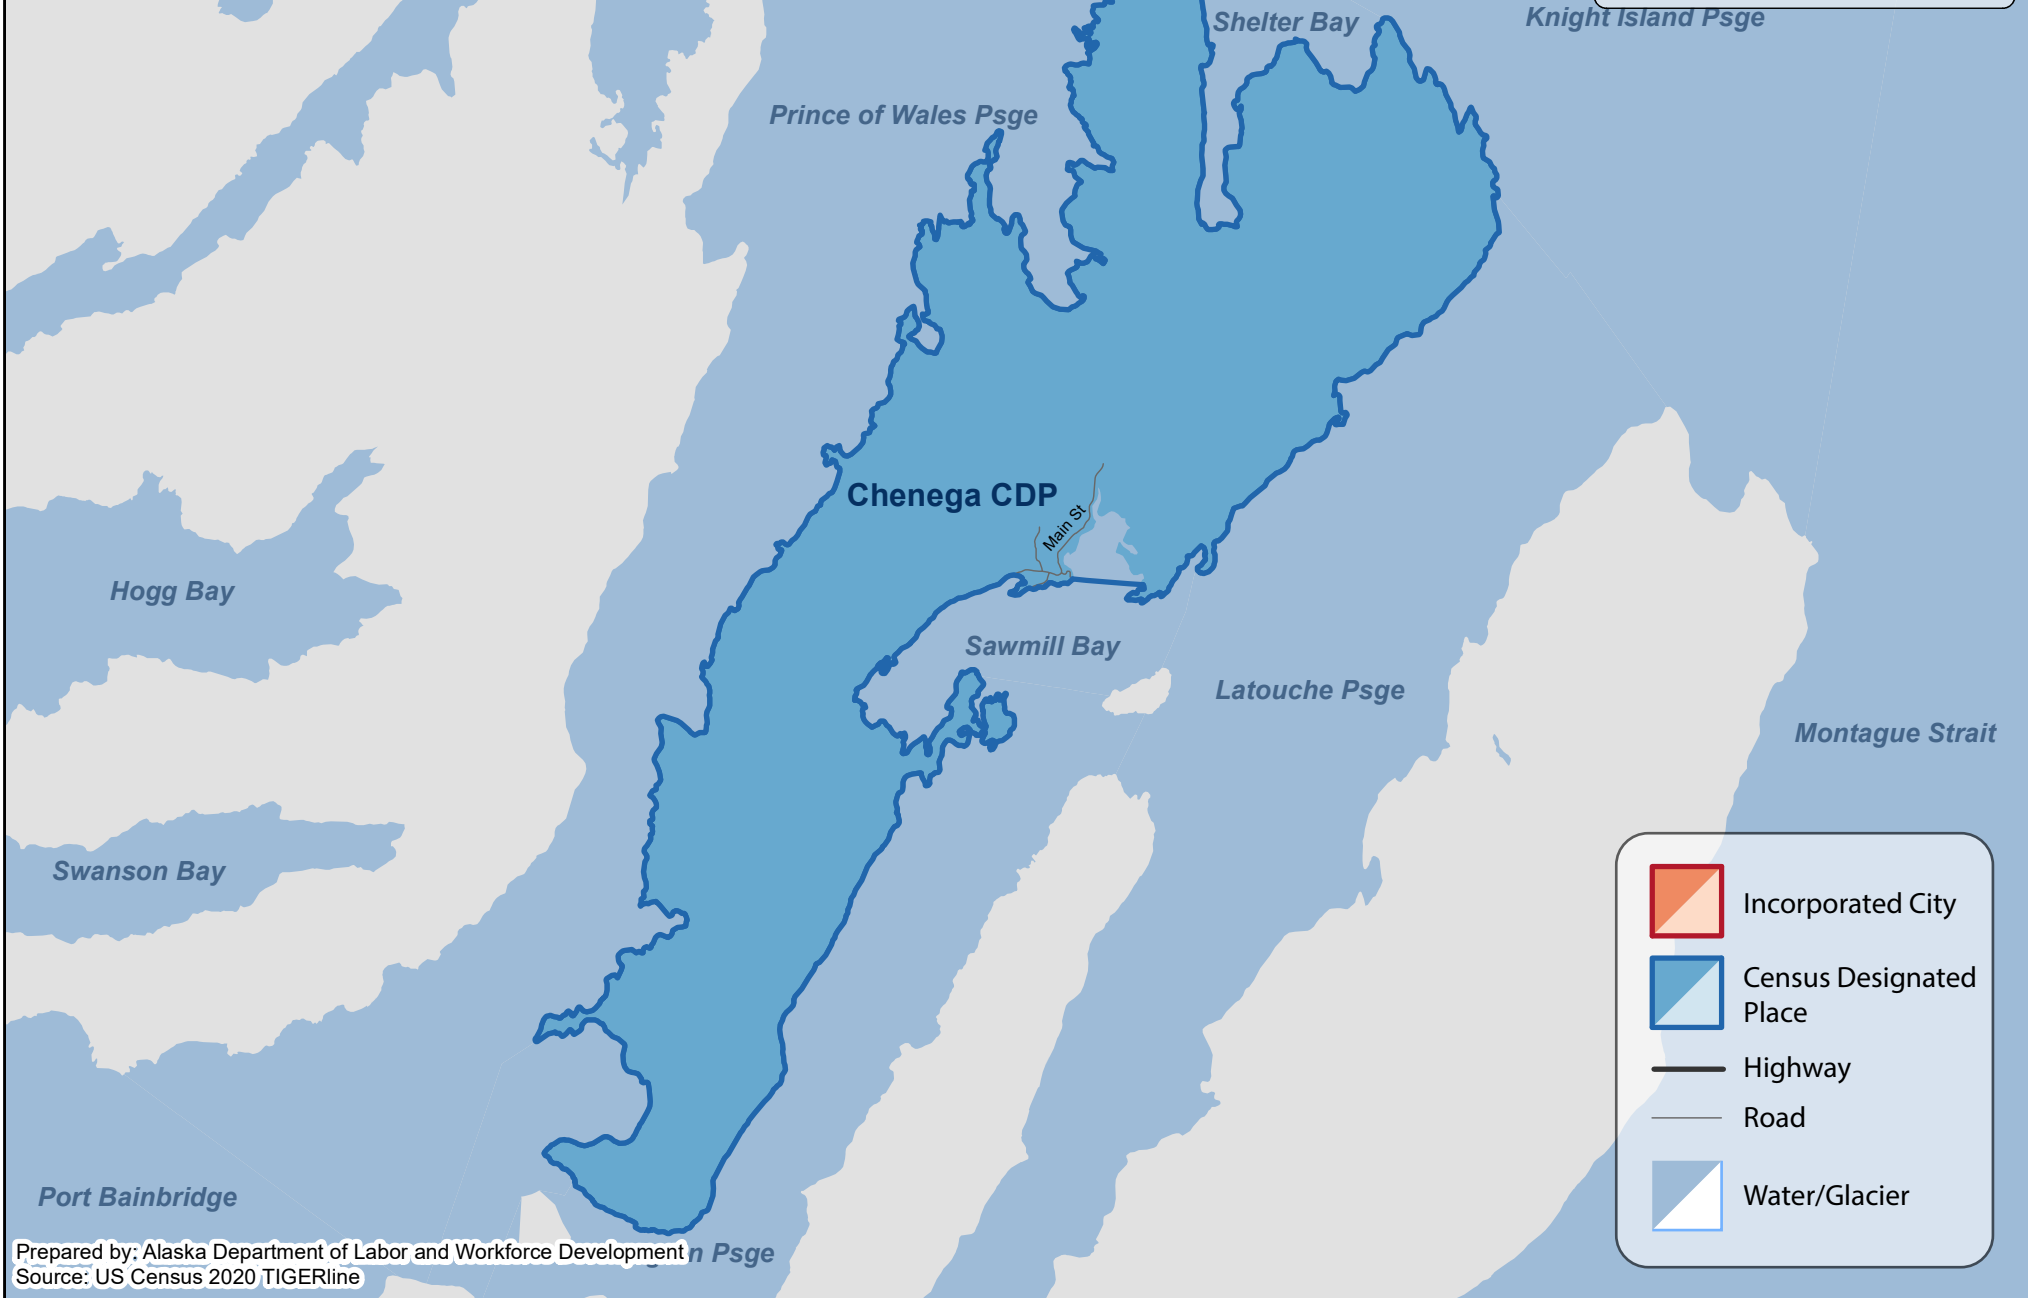 Shelter Bay
Knight Island Psge
Prince of Wales Psge
Chenega CDP
Main St
Hogg Bay
Sawmill Bay
Latouche Psge
Montague Strait
Swanson Bay
Incorporated City
Census Designated
Place
Highway
Road
Water/Glacier
Port Bainbridge
Psge
Prepared by: Alaska Department of Labor and Workforce Development
Source: US Census 2020 TIGERline